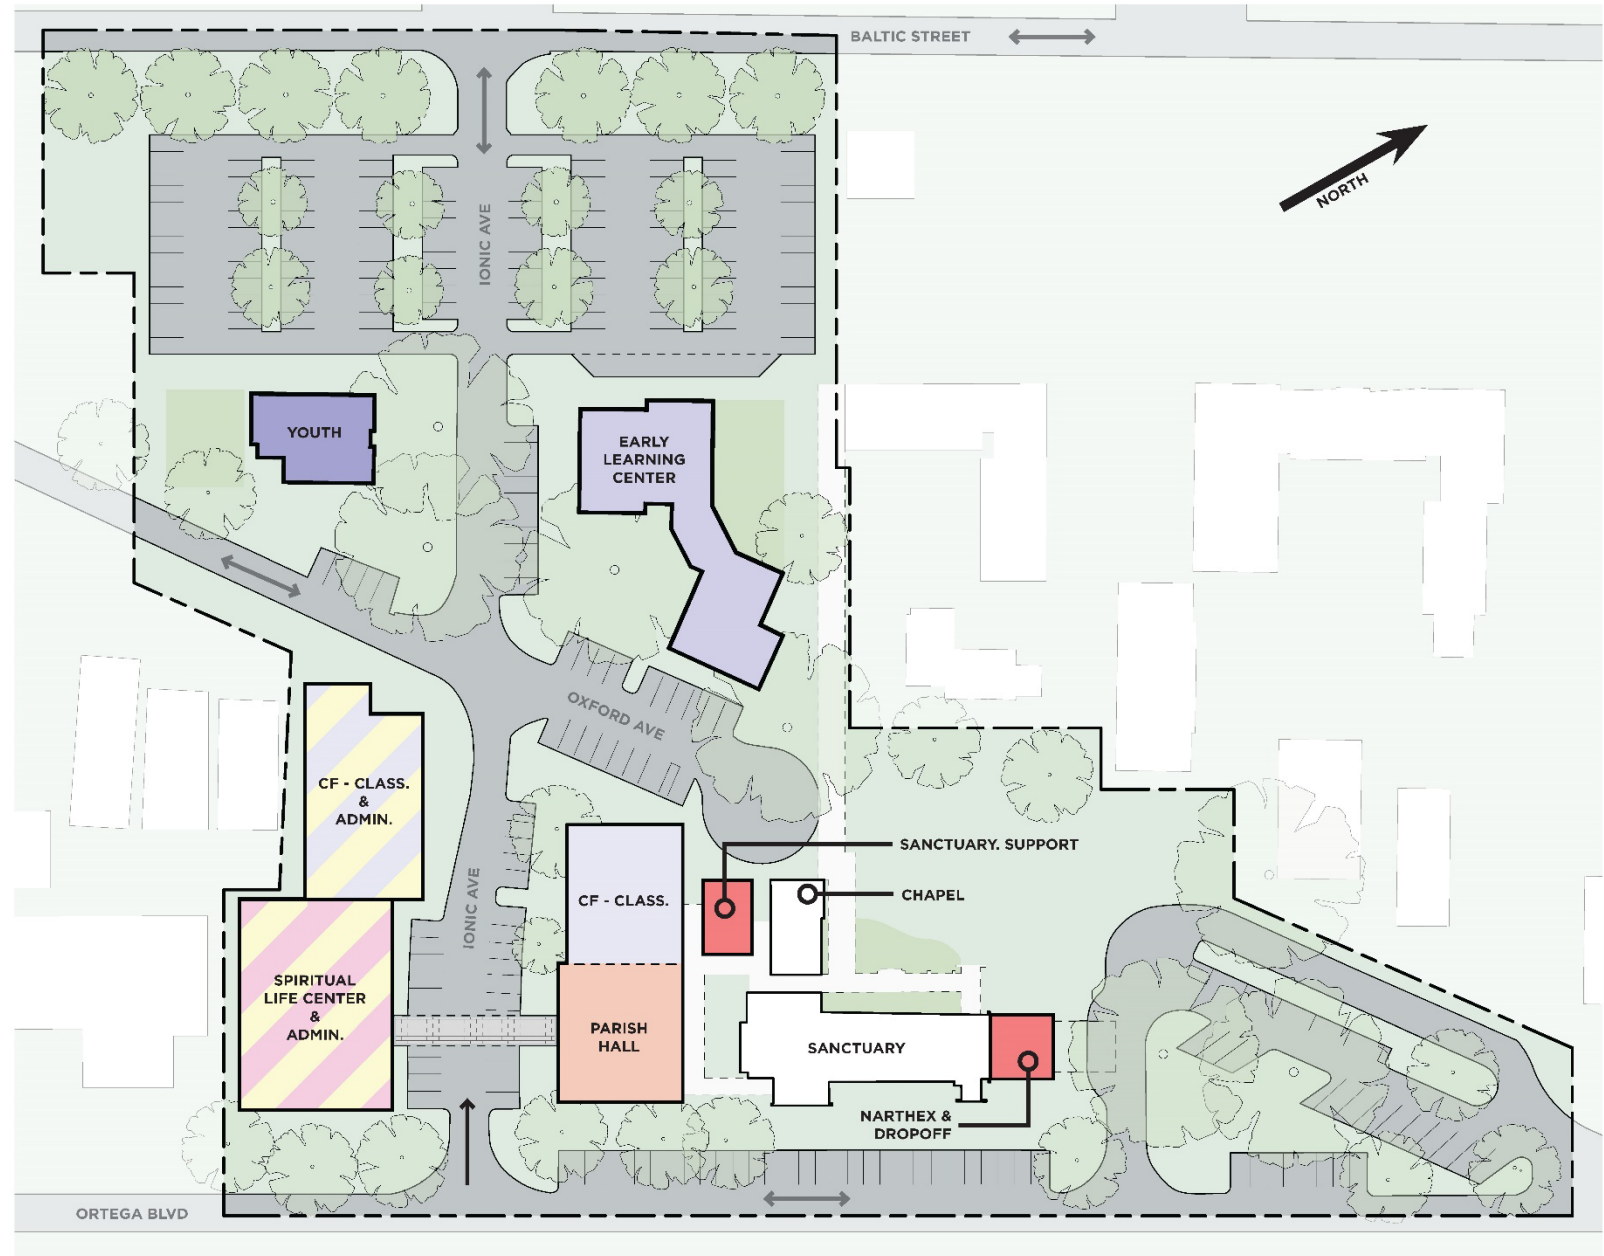 BALTIC STREET
NORTH
IONIC AVE
YOUTH
EARLY
LEARNING
CENTER
OXFORD AVE
CF - CLASS.
&
ADMIN.
SANCTUARY. SUPPORT
CHAPEL
CF - CLASS.
IONIC AVE
SPIRITUAL
LIFE CENTER
&
ADMIN.
PARISH
HALL
SANCTUARY
NARTHEX &
DROPOFF
ORTEGA BLVD